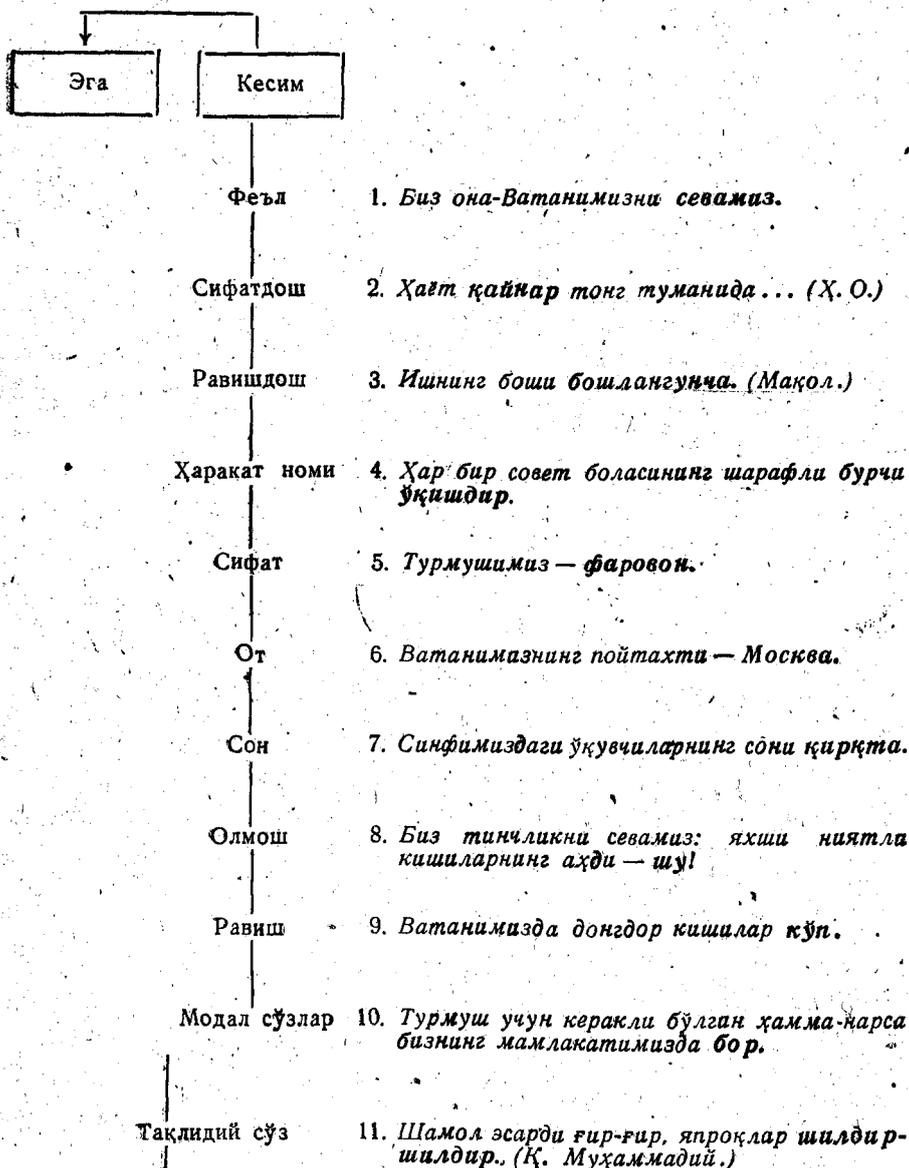 Эга Кесим
Феъл 1. Биз она-Ватанимизни севамиз.
Сифатдош 2. Ҳаёт қайнар тонг туманида... (Ҳ. О.)
Равишдош 3. Ишнинг боши бошлангунча. (Мақол.)
Ҳаракат номи 4. Ҳар бир совет боласининг шарафли бурчи
ўқишдир.
Сифат 5. Турмушимиз — фаровон.
От 6. Ватанимазнинг пойтахти — Москва.
Сон 7. Синфимиздаги ўқувчиларнинг сони қирқта.
Олмош 8. Биз тинчликни севамиз: яхши ниятли
кишиларнинг аҳди — шу!
Равиш 9. Ватанимизда донгдор кишилар кўп.
Модал сўзлар 10. Турмуш учун керакли бўлган ҳамма-нарса
бизнинг мамлакатимизда бор.
Тақлидий сўз 11. Шамол эсарди ғир-ғир, япроқлар шилдир-
шилдир. (Қ. Муҳаммадий.)